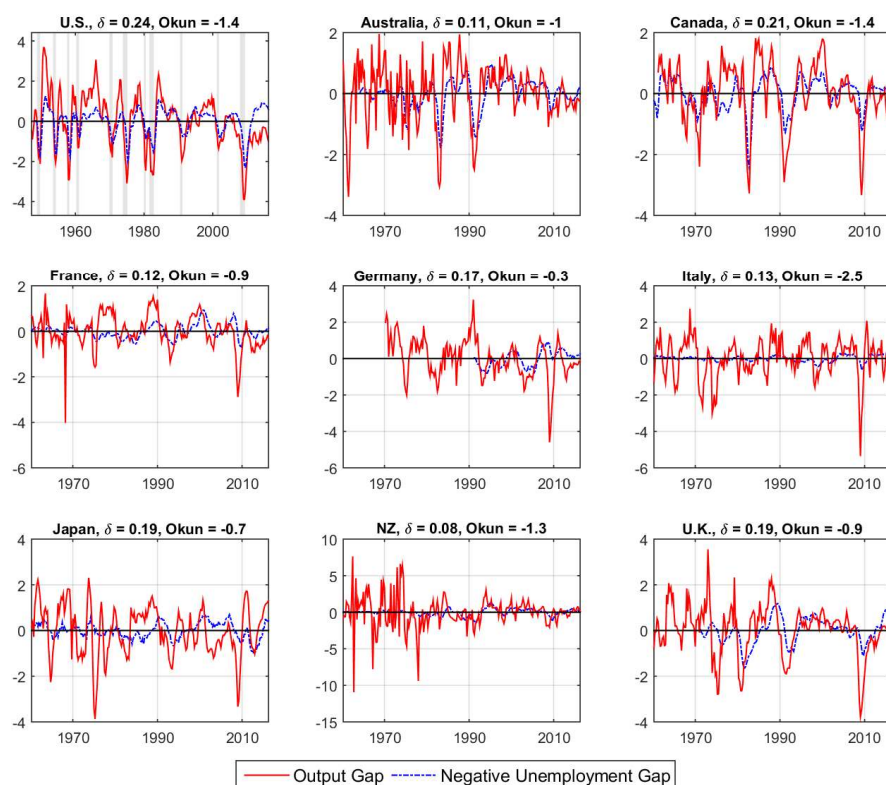 U.S., δ = 0.24, Okun = -1.4
Australia, δ = 0.11, Okun = -1
Canada, δ = 0.21, Okun = -1.4
4
2
0
-2
-4
1960 1980 2000
2
0
-2
-4
1970 1990 2010
2
0
-2
-4
1970 1990 2010
France, δ = 0.12, Okun = -0.9
Germany, δ = 0.17, Okun = -0.3
Italy, δ = 0.13, Okun = -2.5
2
0
-2
-4
-6
1970 1990 2010
4
2
0
-2
-4
-6
1970 1990 2010
4
2
0
-2
-4
-6
1970 1990 2010
Japan, δ = 0.19, Okun = -0.7
NZ, δ = 0.08, Okun = -1.3
U.K., δ = 0.19, Okun = -0.9
4
2
0
-2
-4
1970 1990 2010
10
5
0
-5
-10
-15
1970 1990 2010
4
2
0
-2
-4
1970 1990 2010
Output Gap Negative Unemployment Gap